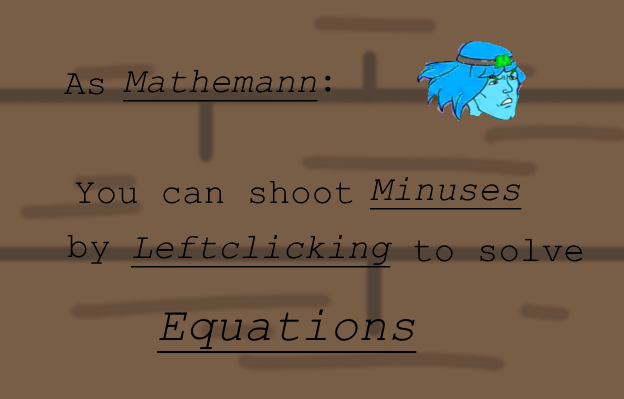 As Mathemann:
You can shoot Minuses
by Leftclicking to solve
Equations